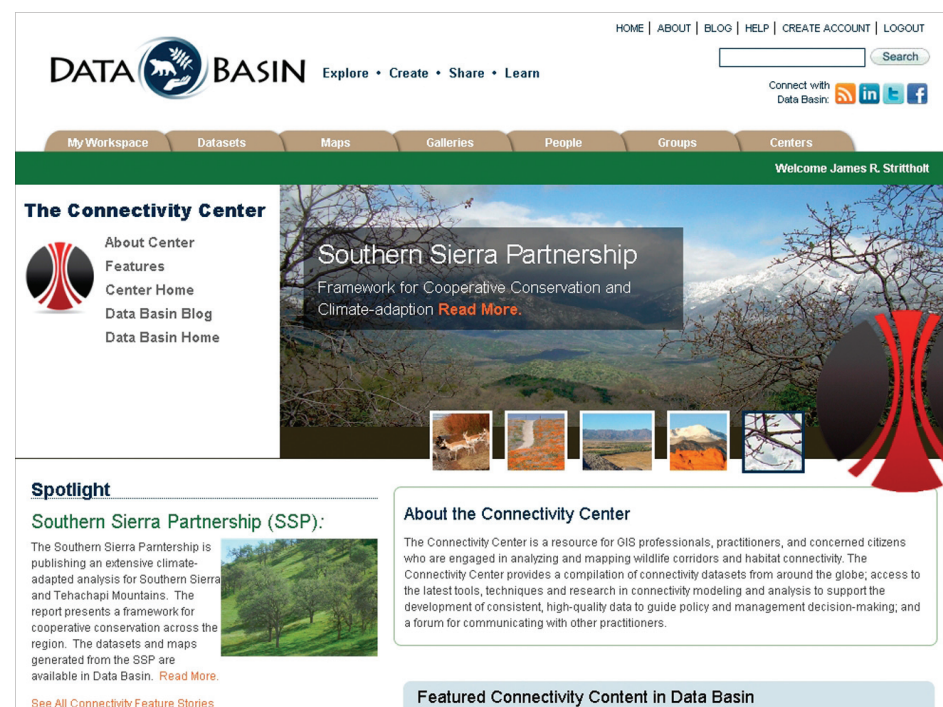 HOME | ABOUT | BLOG | HELP | CREATE ACCOUNT | LOGOUT
DATA BASIN Explore • Create • Share • Learn
Search
Connect with
Data Basin:
My Workspace Datasets Maps Galleries People Groups Centers
Welcome James R. Strittholt
The Connectivity Center
About Center
Features
Center Home
Data Basin Blog
Data Basin Home
Southern Sierra Partnership
Framework for Cooperative Conservation and
Climate-adaption Read More.
Spotlight
Southern Sierra Partnership (SSP):
The Southern Sierra Parntership is
publishing an extensive climate-
adapted analysis for Southern Sierra
and Tehachapi Mountains. The
report presents a framework for
cooperative conservation across the
region. The datasets and maps
generated from the SSP are
available in Data Basin. Read More.
See All Connectivity Feature Stories
About the Connectivity Center
The Connectivity Center is a resource for GIS professionals, practitioners, and concerned citizens
who are engaged in analyzing and mapping wildlife corridors and habitat connectivity. The
Connectivity Center provides a compilation of connectivity datasets from around the globe; access to
the latest tools, techniques and research in connectivity modeling and analysis to support the
development of consistent, high-quality data to guide policy and management decision-making; and
a forum for communicating with other practitioners.
Featured Connectivity Content in Data Basin